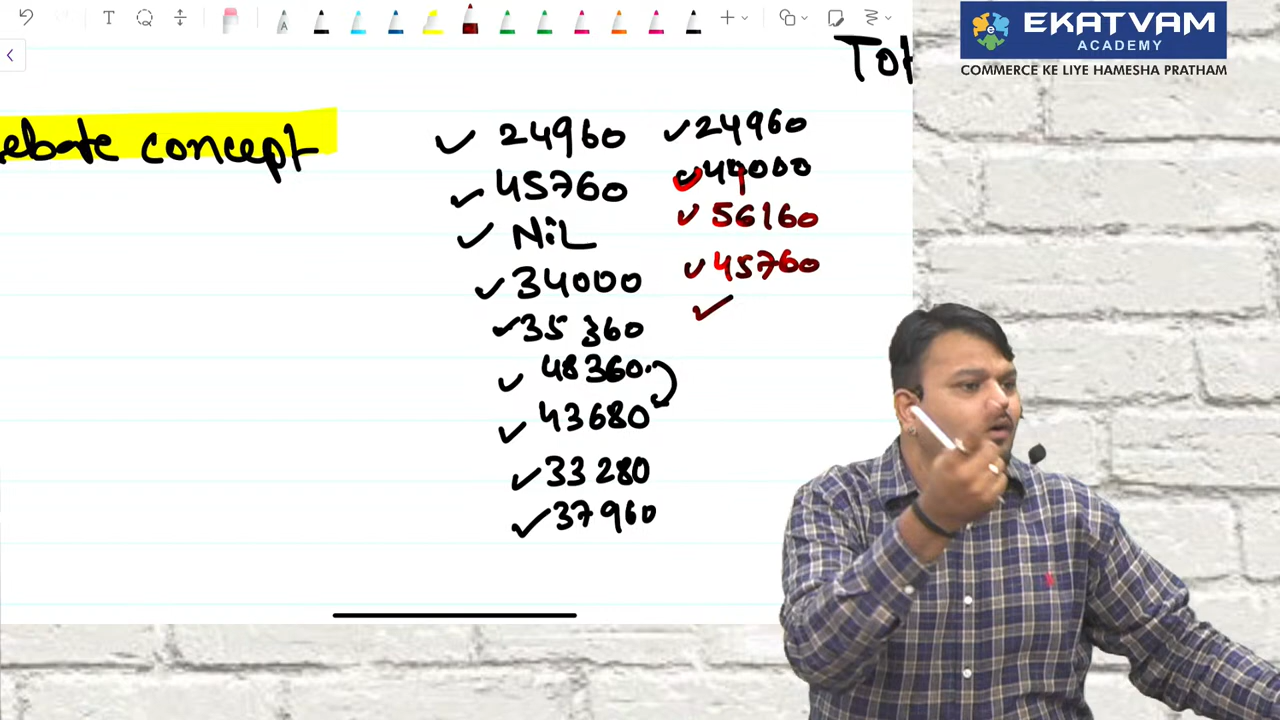 EKATVAM
ACADEMY
COMMERCE KE LIYE HAMESHA PRATHAM
Tot
ebate concept
24960
45760
NiL
34000
35360
48360
43680
33280
37960
24960
44000
56160
45760